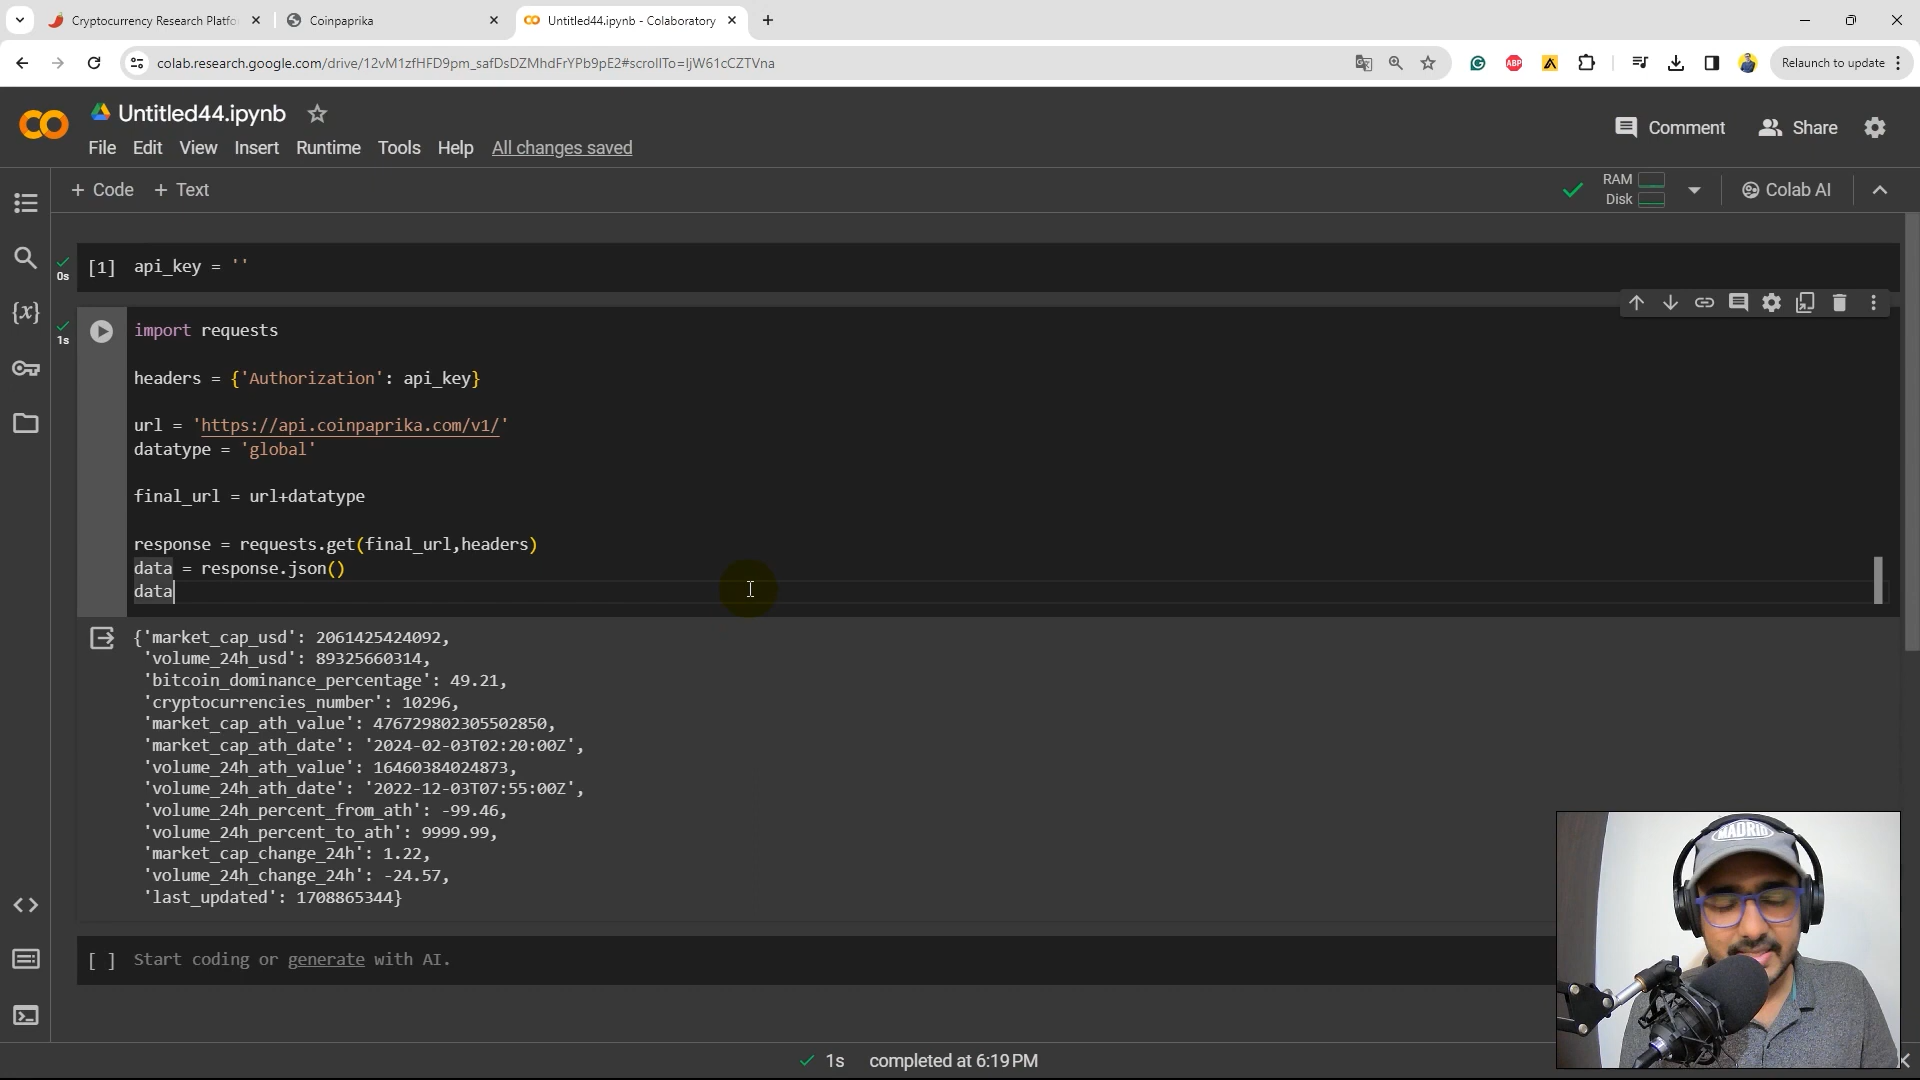 Cryptocurrency Research Platfo
Coinpaprika
Untitled44.ipynb - Colaboratory
colab.research.google.com/drive/12vM1zfHFD9pm_safDsDZMhdFrYPb9pE2#scrollTo=IjW61cCZTVna
ABP
Relaunch to update
Untitled44.ipynb
File Edit View Insert Runtime Tools Help All changes saved
Comment
Share
+ Code + Text
RAM
Disk
Colab AI
0s
[1] api_key = ''
1s
import requests
headers = {'Authorization': api_key}
url = 'https://api.coinpaprika.com/v1/'
datatype = 'global'
final_url = url+datatype
response = requests.get(final_url,headers)
data = response.json()
data
{'market_cap_usd': 2061425424092,
'volume_24h_usd': 89325660314,
'bitcoin_dominance_percentage': 49.21,
'cryptocurrencies_number': 10296,
'market_cap_ath_value': 476729802305502850,
'market_cap_ath_date': '2024-02-03T02:20:00Z',
'volume_24h_ath_value': 16460384024873,
'volume_24h_ath_date': '2022-12-03T07:55:00Z',
'volume_24h_percent_from_ath': -99.46,
'volume_24h_percent_to_ath': 9999.99,
'market_cap_change_24h': 1.22,
'volume_24h_change_24h': -24.57,
'last_updated': 1708865344}
[ ] Start coding or generate with AI.
MADRID
1s completed at 6:19 PM